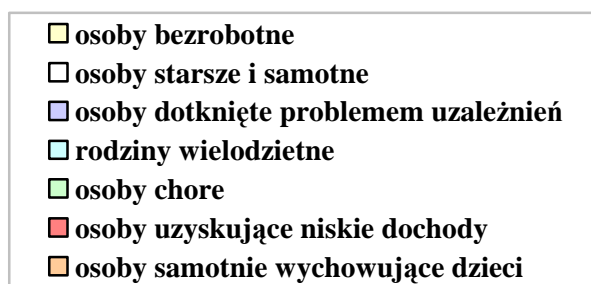 osoby bezrobotne
osoby starsze i samotne
osoby dotknięte problemem uzależnień
rodziny wielodzietne
osoby chore
osoby uzyskujące niskie dochody
osoby samotnie wychowujące dzieci